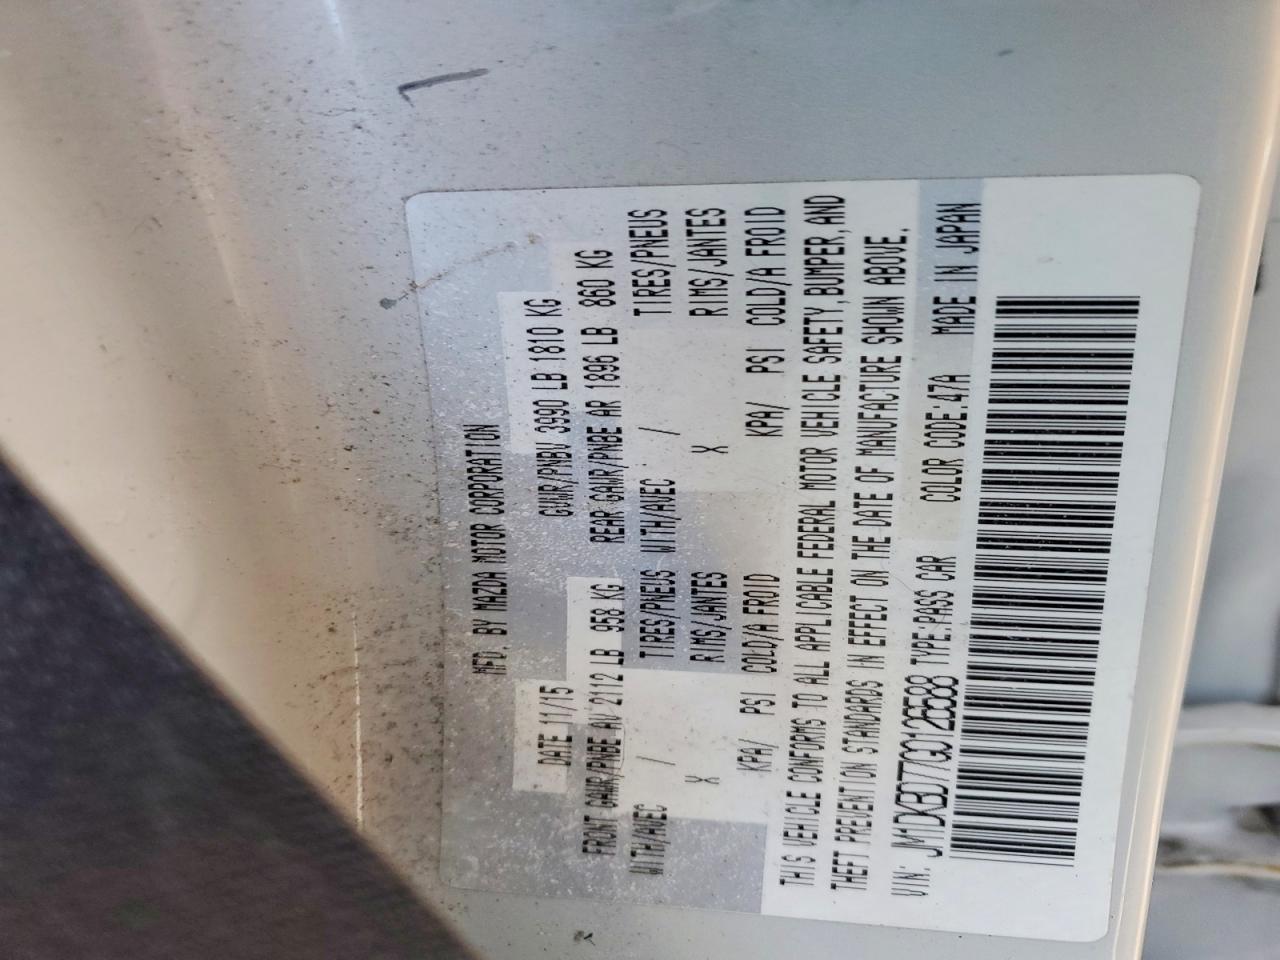 MFD. BY MAZDA MOTOR CORPORATION
DATE 11/15 GVWR/PNBV 3990 LB 1810 KG
FRONT GAWR/PNBE AV 2112 LB 958 KG REAR GAWR/PNBE AR 1896 LB 860 KG
WITH/AVEC / TIRES/PNEUS WITH/AVEC / TIRES/PNEUS
X RIMS/JANTES X RIMS/JANTES
KPA/ PSI COLD/A FROID KPA/ PSI COLD/A FROID
THIS VEHICLE CONFORMS TO ALL APPLICABLE FEDERAL MOTOR VEHICLE SAFETY,BUMPER,AND
THEFT PREVENTION STANDARDS IN EFFECT ON THE DATE OF MANUFACTURE SHOWN ABOVE.
VIN: JM1DKBD77G0126588 TYPE:PASS CAR COLOR CODE:47A MADE IN JAPAN